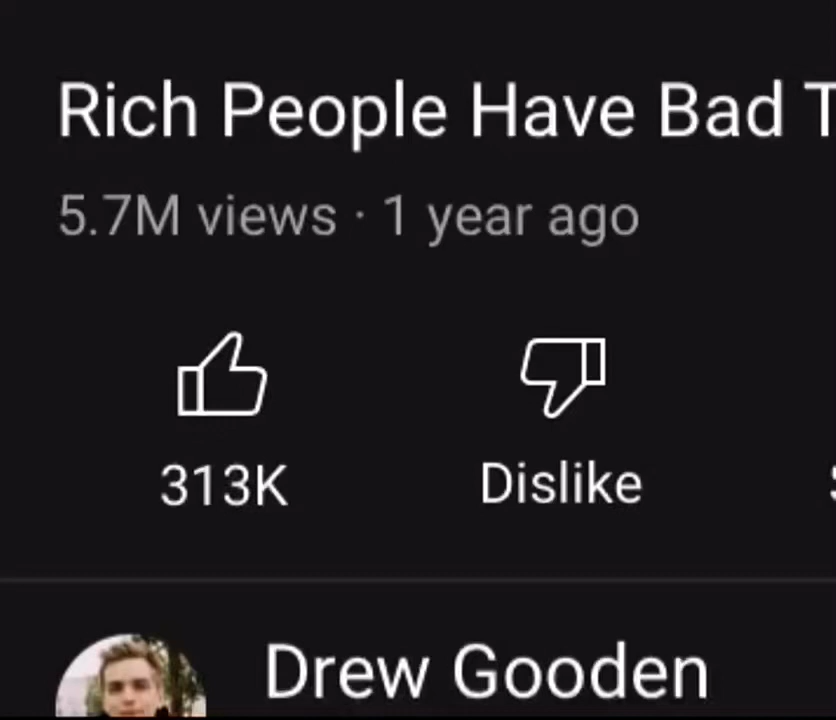 Rich People Have Bad T
5.7M views · 1 year ago
313K
Dislike
Drew Gooden